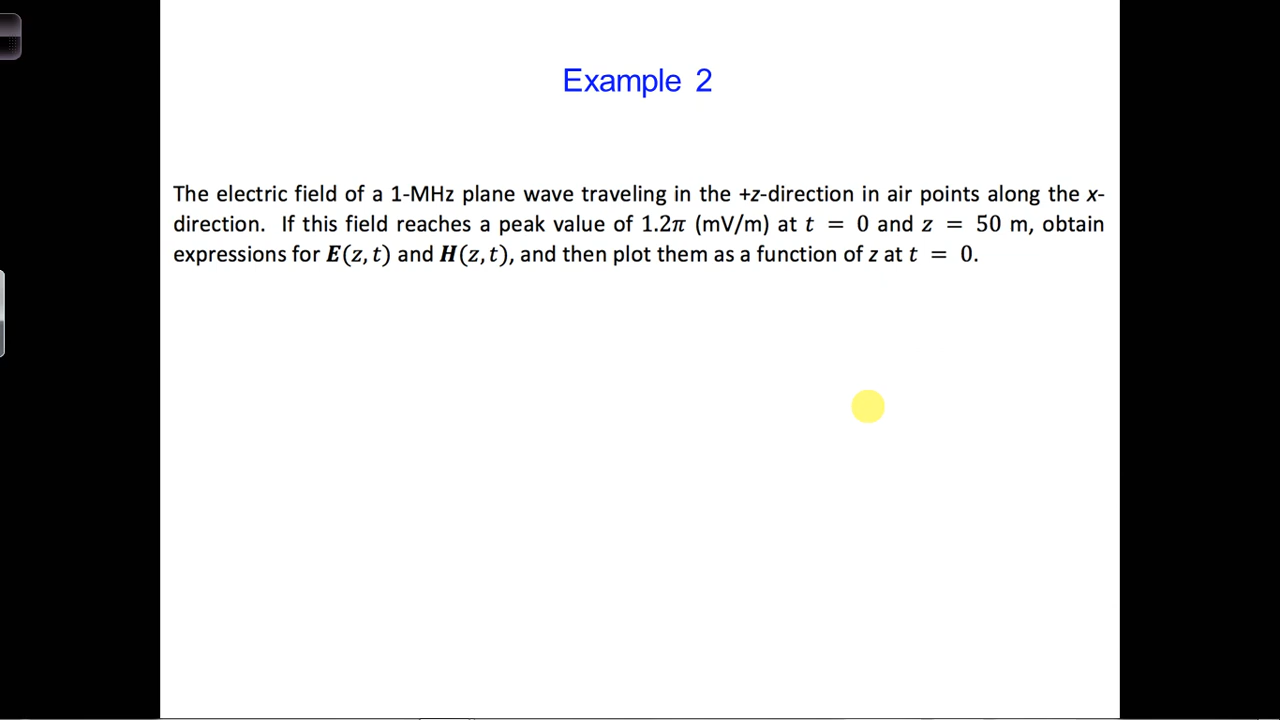 Example 2
The electric field of a 1-MHz plane wave traveling in the +z-direction in air points along the x-
direction. If this field reaches a peak value of 1.2π (mV/m) at t = 0 and z = 50 m, obtain
expressions for E(z, t) and H(z, t), and then plot them as a function of z at t = 0.